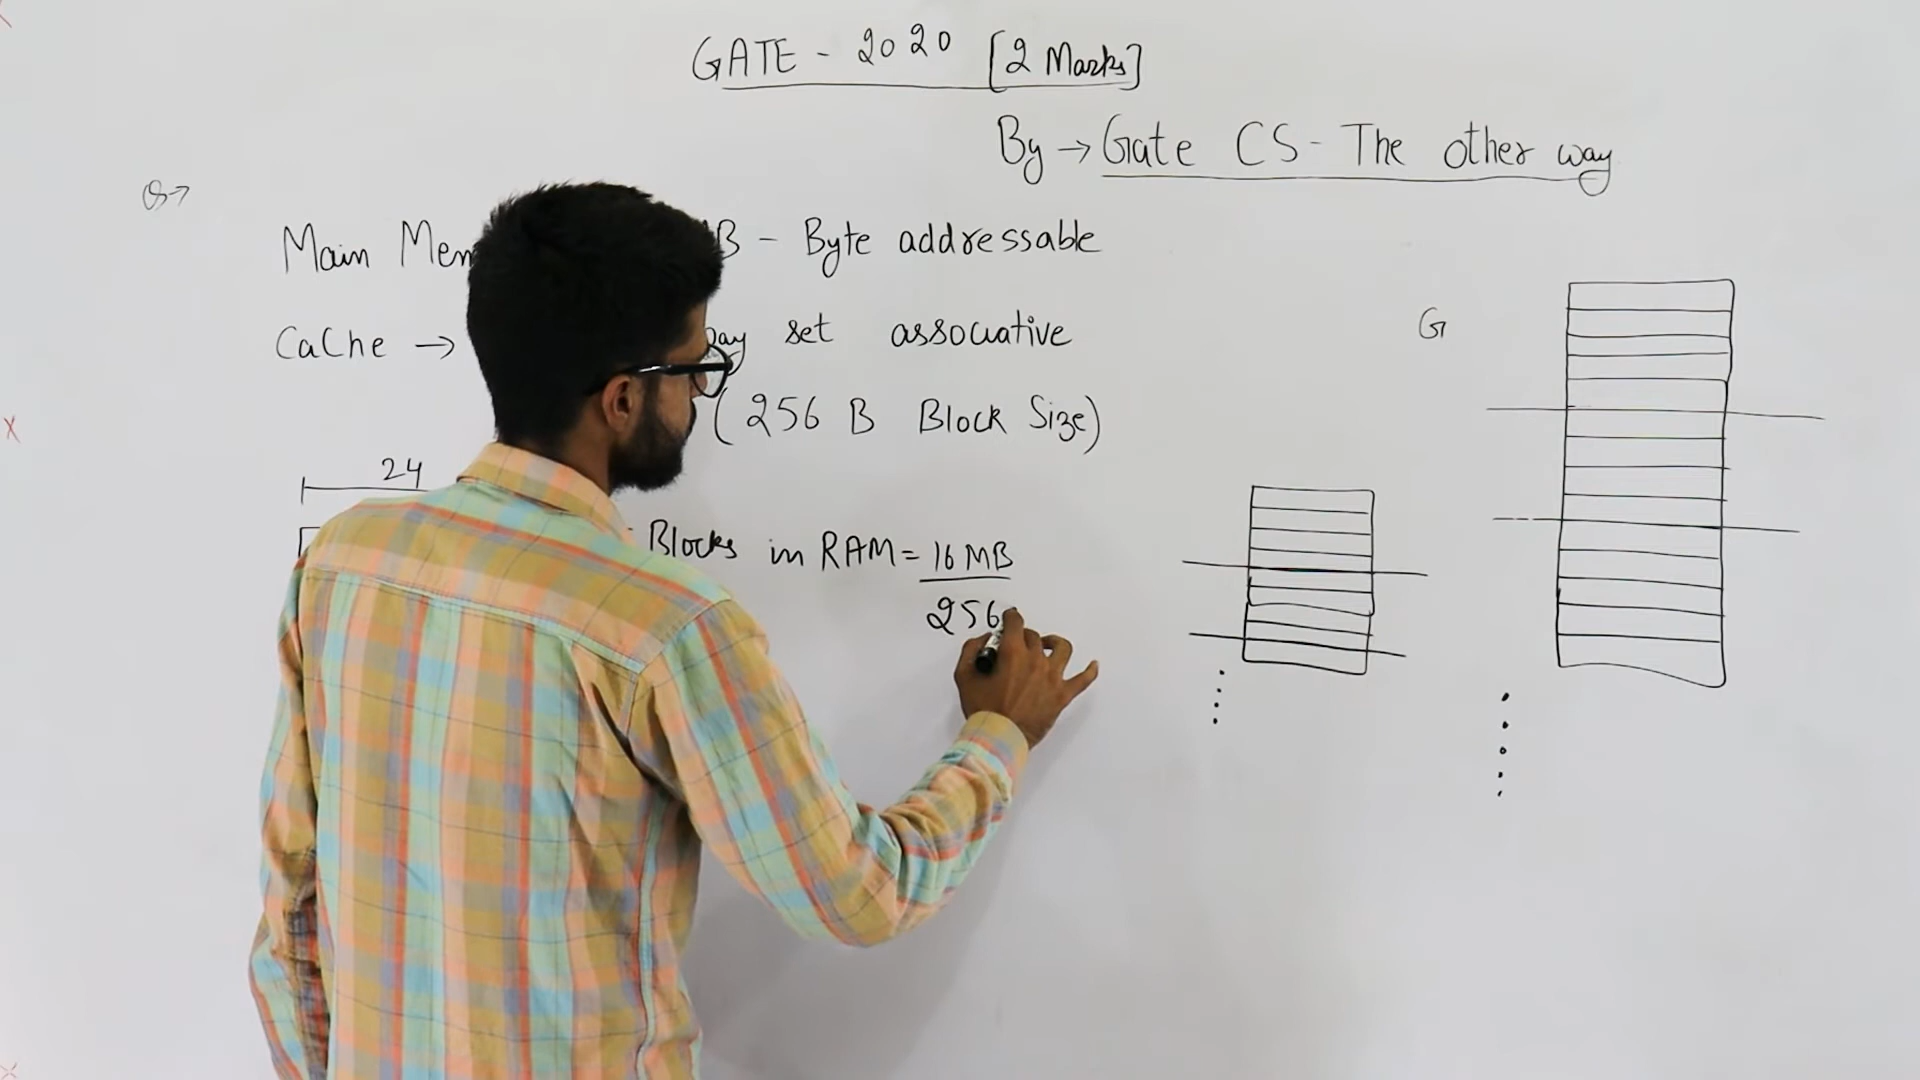 GATE - 2020 [2 Marks]
By → Gate CS - The other way
Q→
Main Mem B - Byte addressable
CaChe → way set associative
(256 B Block Size)
24
Blocks in RAM = 16 MB
256
G